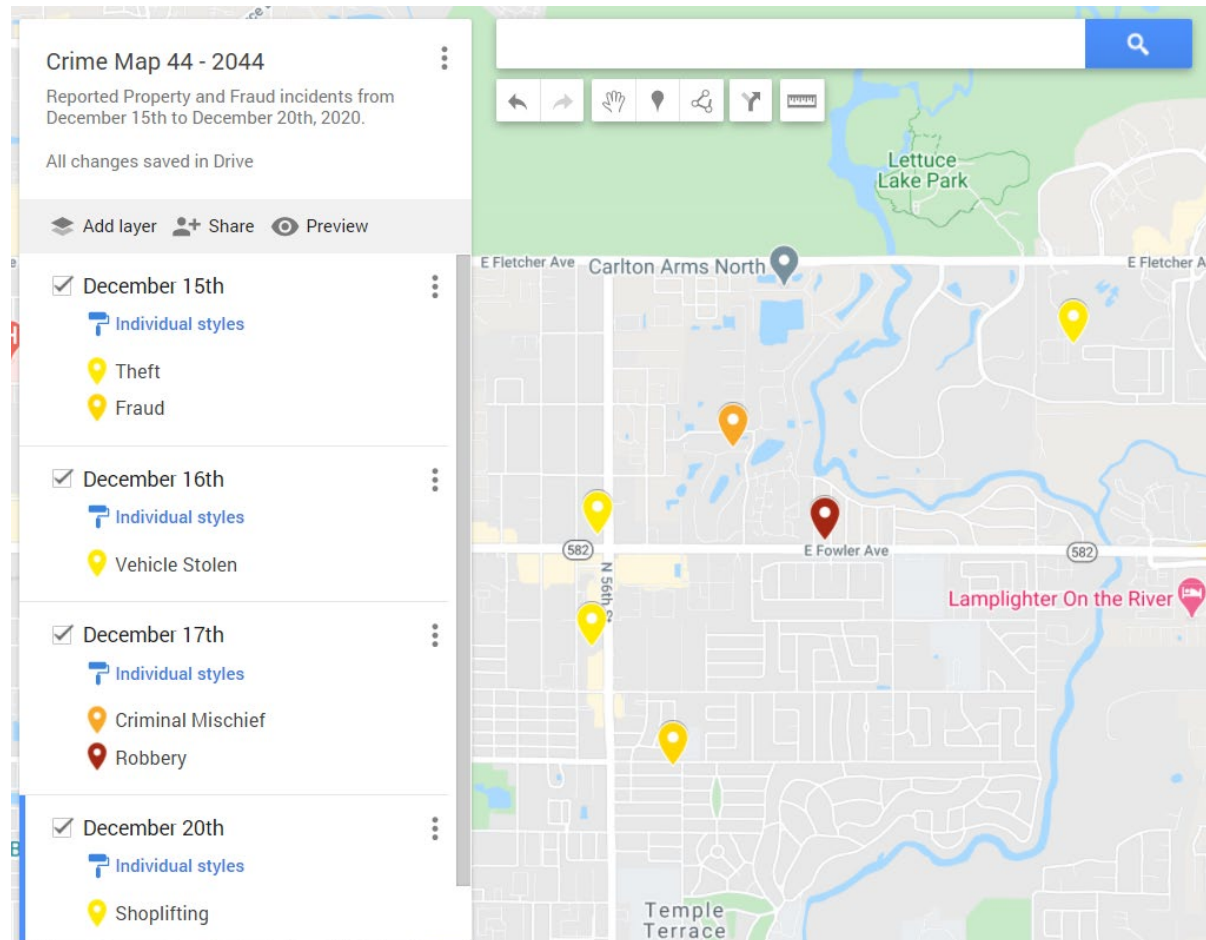 Crime Map 44 - 2044
Reported Property and Fraud incidents from
December 15th to December 20th, 2020.
All changes saved in Drive
Add layer Share Preview
December 15th
Individual styles
Theft
Fraud
December 16th
Individual styles
Vehicle Stolen
December 17th
Individual styles
Criminal Mischief
Robbery
December 20th
Individual styles
Shoplifting
Lettuce
Lake Park
E Fletcher Ave
Carlton Arms North
E Fletcher A
582
E Fowler Ave
582
N 56th St
Lamplighter On the River
Temple
Terrace